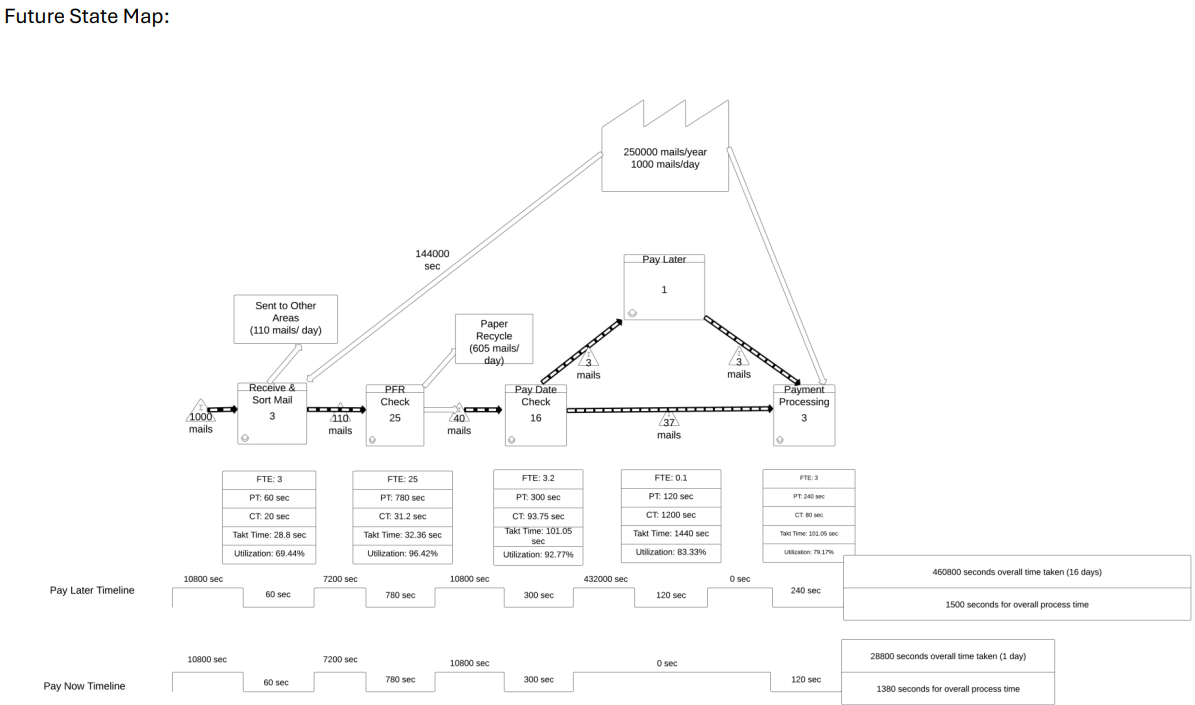 Future State Map:
250000 mails/year
1000 mails/day
144000
sec
Pay Later
1
Sent to Other
Areas
(110 mails/ day)
Paper
Recycle
(605 mails/
day)
I
3
mails
I
3
mails
I
1000
mails
Receive &
Sort Mail
3
I
110
mails
PFR
Check
25
I
40
mails
Pay Date
Check
16
I
37
mails
Payment
Processing
3
FTE: 3
PT: 60 sec
CT: 20 sec
Takt Time: 28.8 sec
Utilization: 69.44%
FTE: 25
PT: 780 sec
CT: 31.2 sec
Takt Time: 32.36 sec
Utilization: 96.42%
FTE: 3.2
PT: 300 sec
CT: 93.75 sec
Takt Time: 101.05
sec
Utilization: 92.77%
FTE: 0.1
PT: 120 sec
CT: 1200 sec
Takt Time: 1440 sec
Utilization: 83.33%
FTE: 3
PT: 240 sec
CT: 80 sec
Takt Time: 101.05 sec
Utilization: 79.17%
Pay Later Timeline
10800 sec
60 sec
7200 sec
780 sec
10800 sec
300 sec
432000 sec
120 sec
0 sec
240 sec
460800 seconds overall time taken (16 days)
1500 seconds for overall process time
Pay Now Timeline
10800 sec
60 sec
7200 sec
780 sec
10800 sec
300 sec
0 sec
120 sec
28800 seconds overall time taken (1 day)
1380 seconds for overall process time